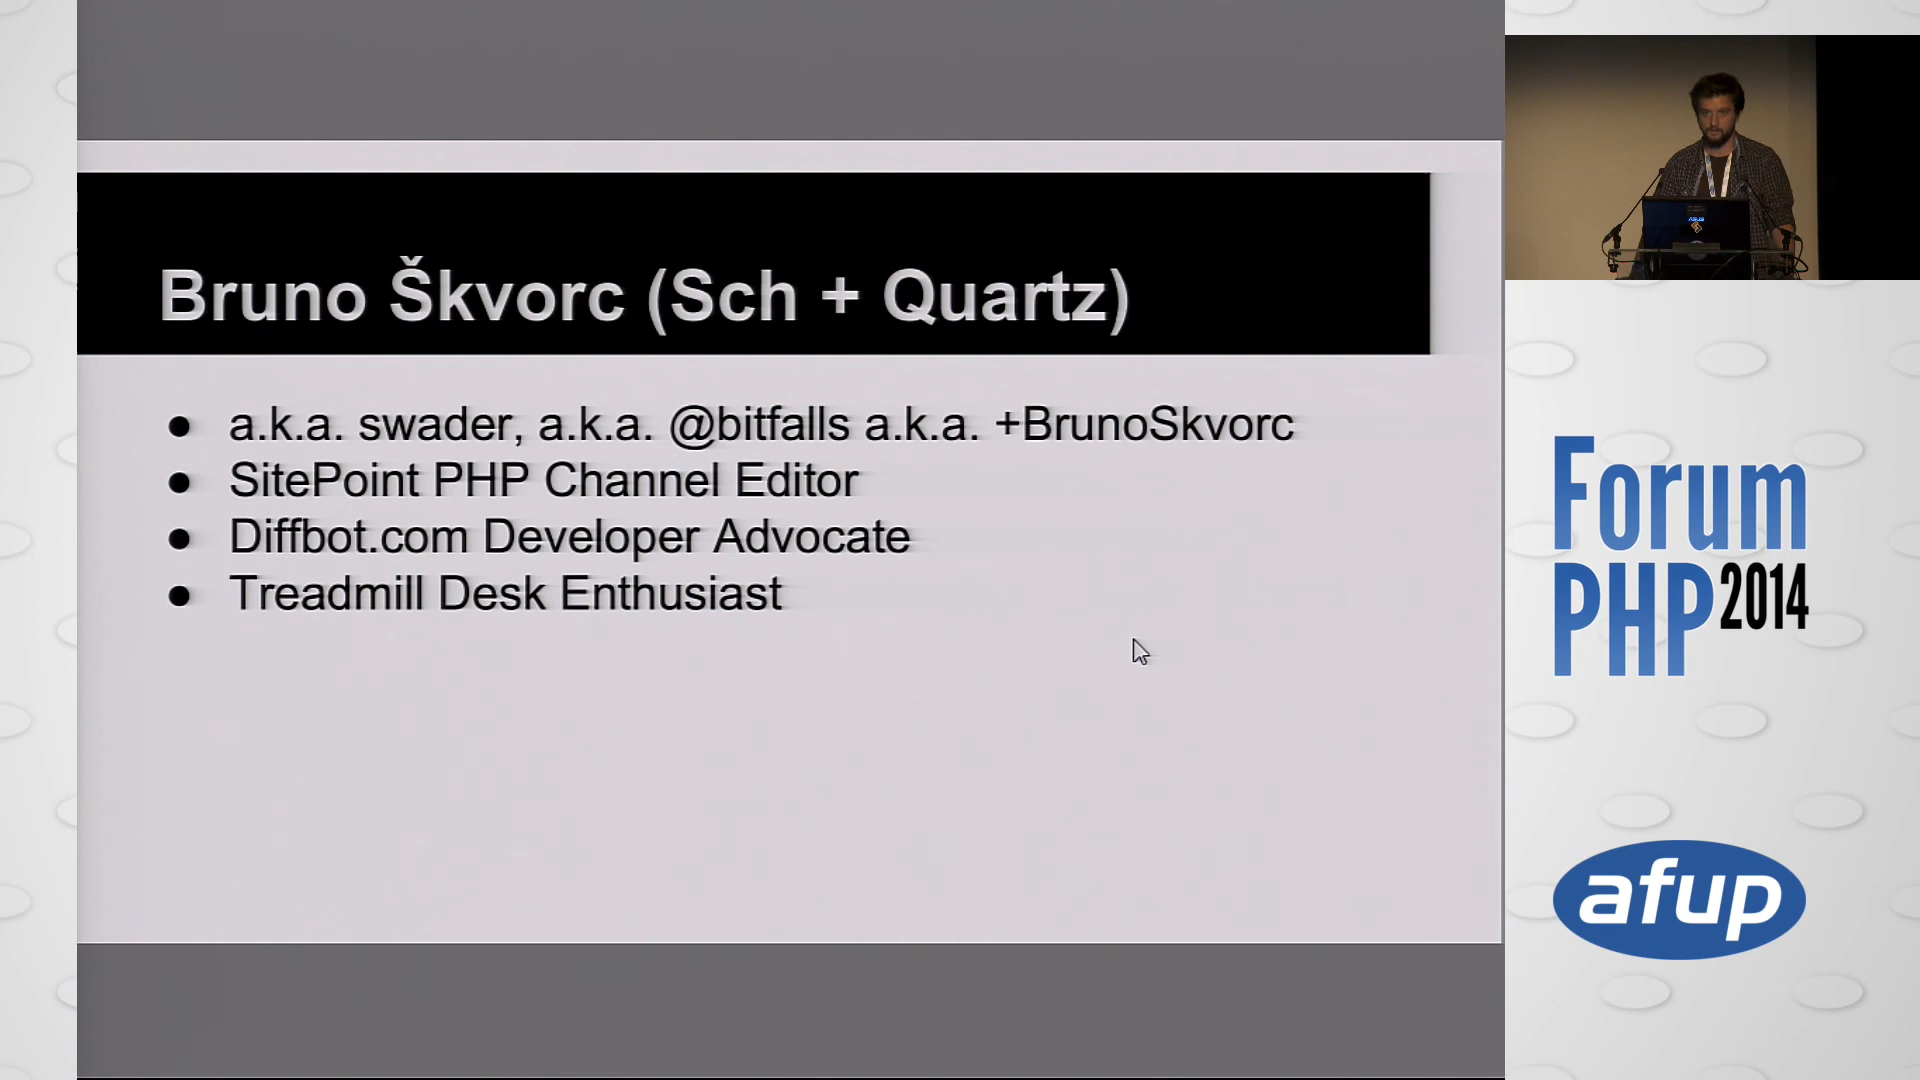 Bruno Škvorc (Sch + Quartz)
● a.k.a. swader, a.k.a. @bitfalls a.k.a. +BrunoSkvorc
● SitePoint PHP Channel Editor
● Diffbot.com Developer Advocate
● Treadmill Desk Enthusiast
ASUS
Forum
PHP 2014
afup